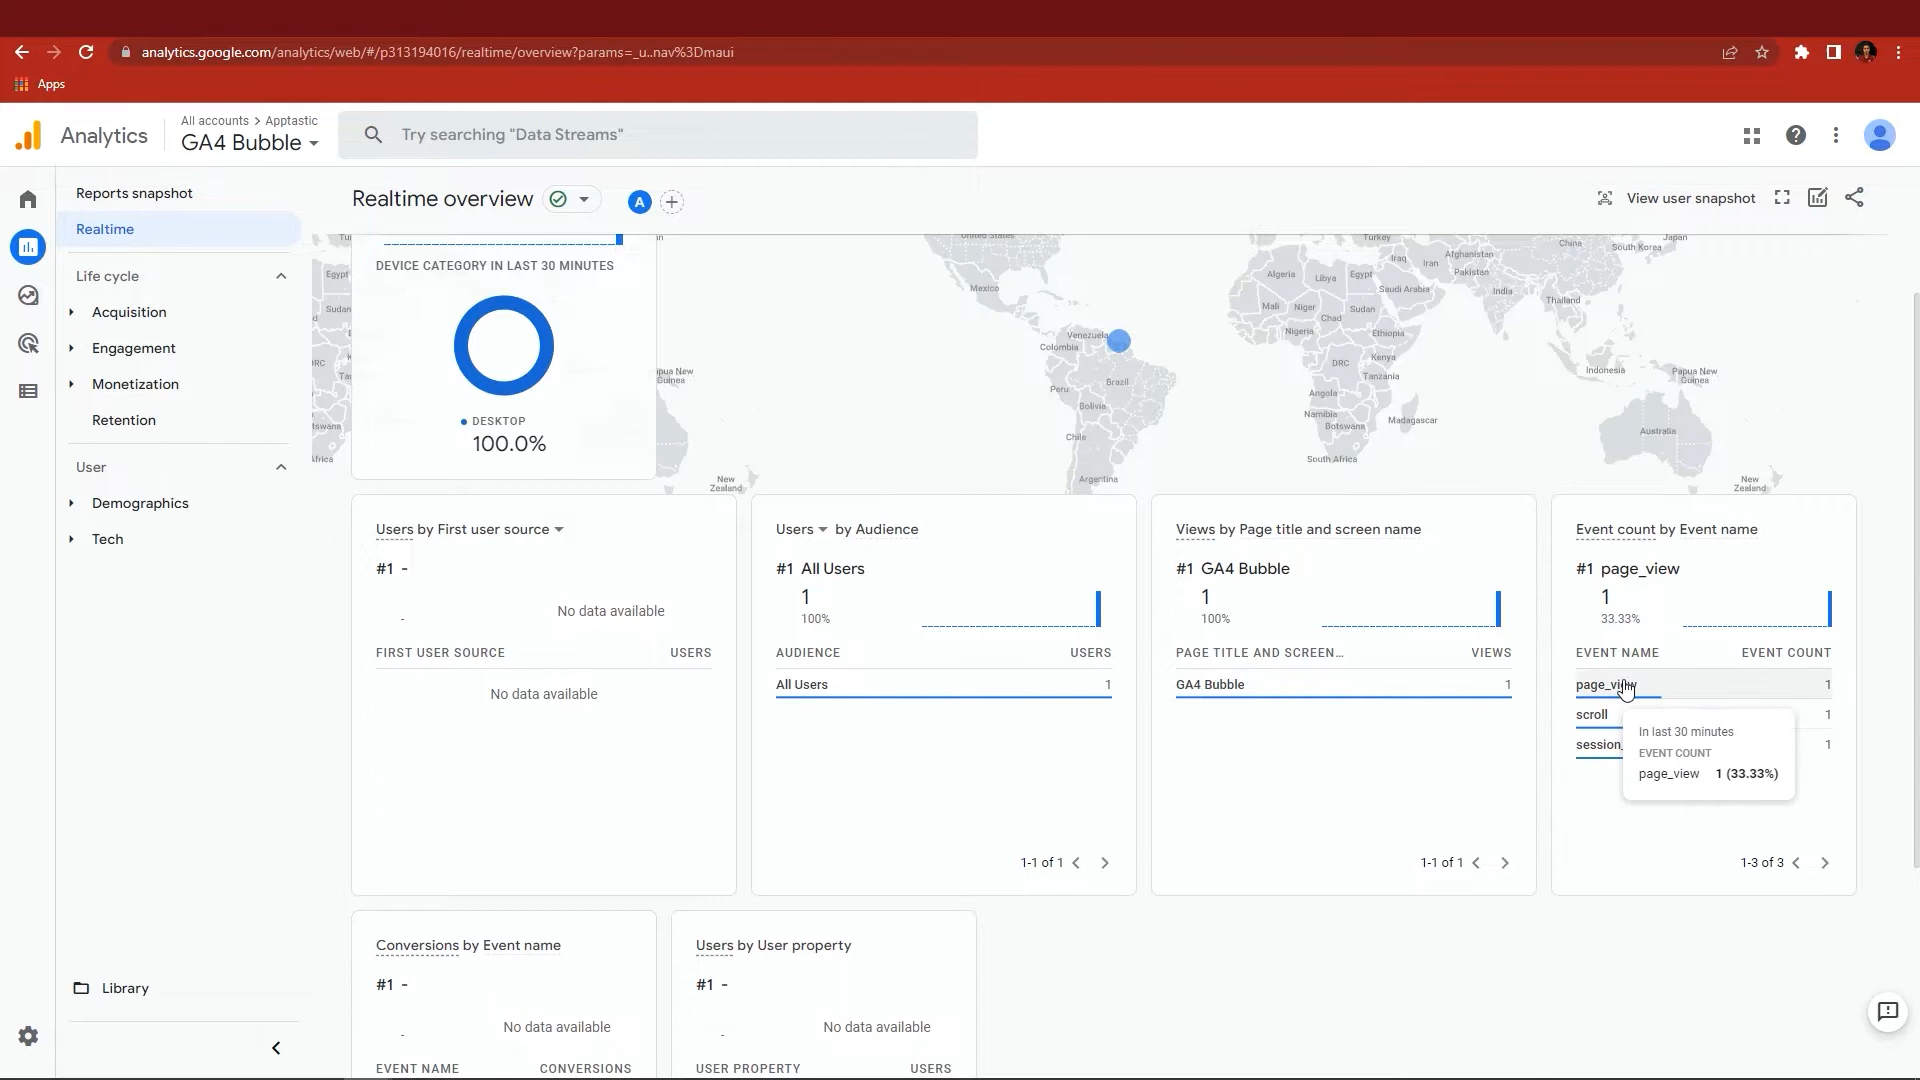 analytics.google.com/analytics/web/#/p313194016/realtime/overview?params=_u..nav%3Dmaui
Apps
Analytics
All accounts > Apptastic
GA4 Bubble
Try searching "Data Streams"
Reports snapshot
Realtime
Life cycle
Acquisition
Engagement
Monetization
Retention
User
Demographics
Tech
Library
Realtime overview
A
View user snapshot
DEVICE CATEGORY IN LAST 30 MINUTES
DESKTOP
100.0%
Egypt
Sudan
DRC
Mexico
Venezuela
Colombia
Brazil
Peru
Bolivia
Chile
Argentina
New
Zealand
Guinea
United States
Turkey
China
Japan
South Korea
Iraq
Iran
Afghanistan
Pakistan
Algeria
Libya
Egypt
Saudi Arabia
India
Thailand
Mali
Niger
Chad
Sudan
Nigeria
Ethiopia
DRC
Kenya
Tanzania
Angola
Namibia
Botswana
Madagascar
South Africa
Indonesia
Papua New
Guinea
Australia
New
Zealand
Users by First user source
#1 -
-
No data available
FIRST USER SOURCE USERS
No data available
Users by Audience
#1 All Users
1
100%
AUDIENCE USERS
All Users 1
1-1 of 1
Views by Page title and screen name
#1 GA4 Bubble
1
100%
PAGE TITLE AND SCREEN… VIEWS
GA4 Bubble 1
1-1 of 1
Event count by Event name
#1 page_view
1
33.33%
EVENT NAME EVENT COUNT
page_view 1
scroll 1
session_ 1
In last 30 minutes
EVENT COUNT
page_view 1 (33.33%)
1-3 of 3
Conversions by Event name
#1 -
-
No data available
EVENT NAME CONVERSIONS
Users by User property
#1 -
-
No data available
USER PROPERTY USERS